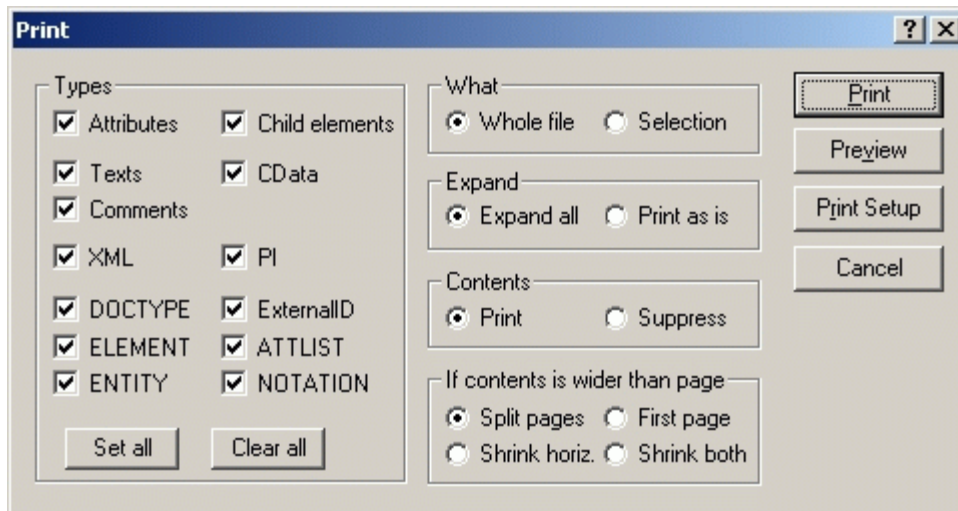 Print
Types
Attributes Child elements
Texts CData
Comments
XML PI
DOCTYPE ExternalID
ELEMENT ATTLIST
ENTITY NOTATION
Set all Clear all
What
Whole file Selection
Expand
Expand all Print as is
Contents
Print Suppress
If contents is wider than page
Split pages First page
Shrink horiz. Shrink both
Print
Preview
Print Setup
Cancel